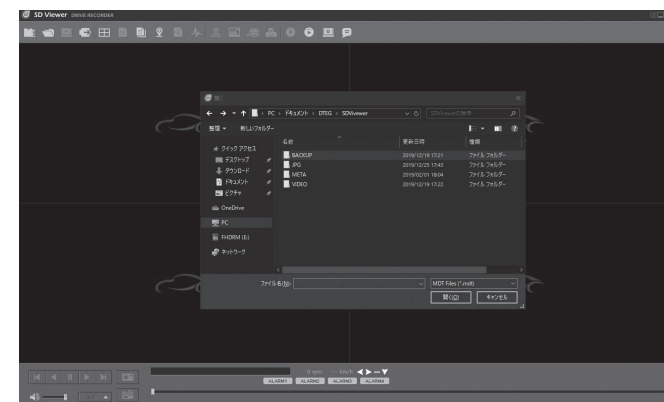 SD Viewer DRIVE RECORDER
開く
PC › ドキュメント › DTEG › SDVivewer
SDVivewerの検索
整理 新しいフォルダー
名前 更新日時 種類
クイック アクセス
デスクトップ
ダウンロード
ドキュメント
ピクチャ
OneDrive
PC
FHDRM (E:)
ネットワーク
BACKUP 2019/12/19 17:21 ファイル フォルダー
JPG 2019/12/25 17:43 ファイル フォルダー
META 2019/02/01 18:04 ファイル フォルダー
VIDEO 2019/12/19 17:22 ファイル フォルダー
ファイル名(N): MDT Files (*.mdt)
開く(O) キャンセル
0 rpm --- km/h
ALARM1 ALARM2 ALARM3 ALARM4